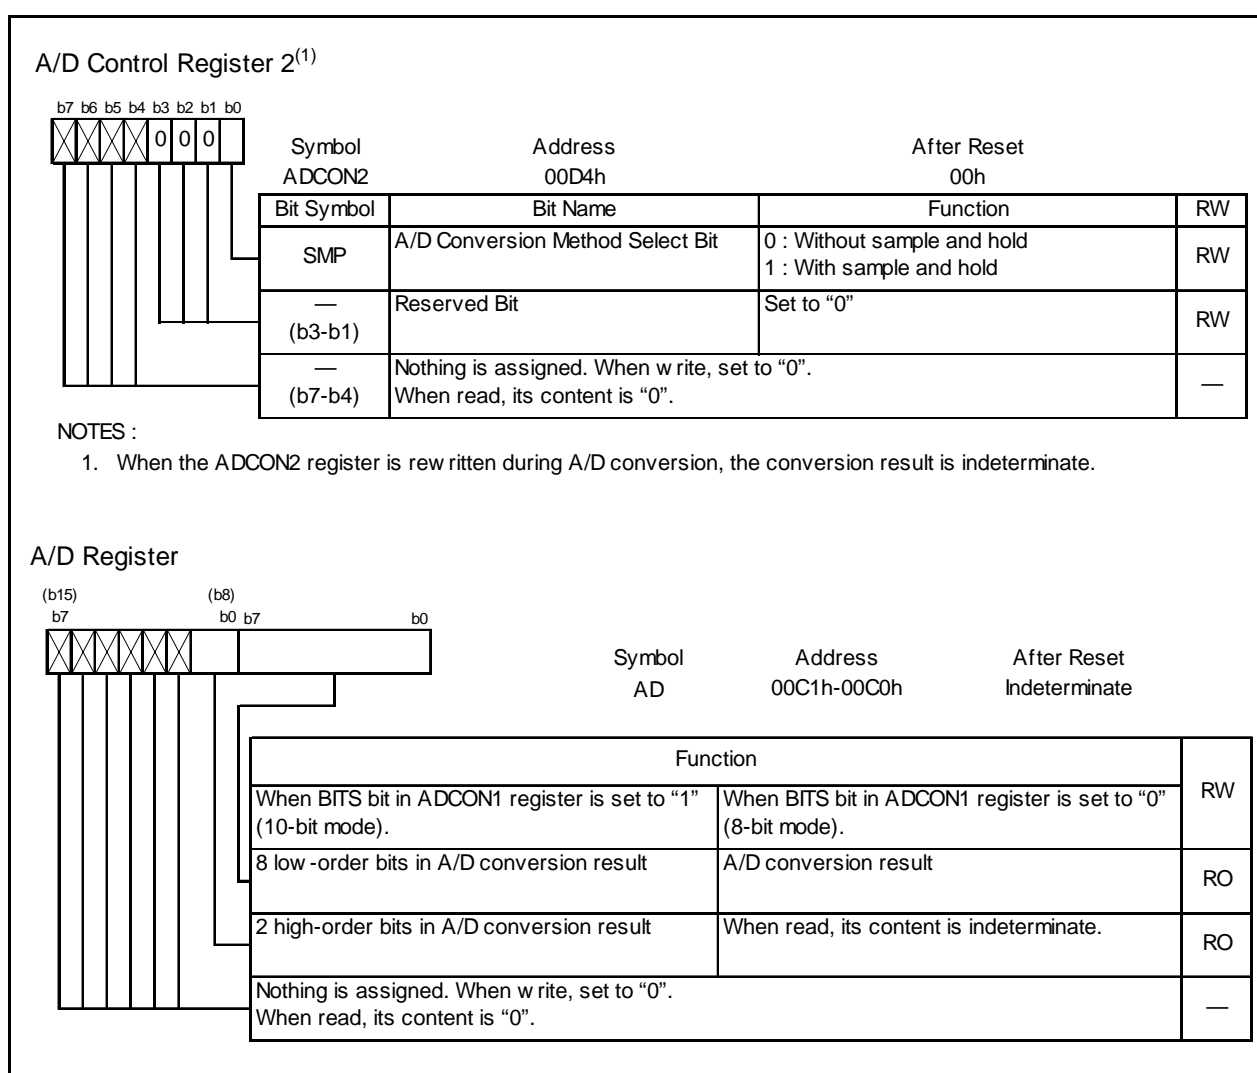 A/D Control Register 2(1)
b7 b6 b5 b4 b3 b2 b1 b0
0 0 0
Symbol Address After Reset
ADCON2 00D4h 00h
Bit Symbol Bit Name Function RW
SMP A/D Conversion Method Select Bit 0 : Without sample and hold RW
1 : With sample and hold
— Reserved Bit Set to “0” RW
(b3-b1)
— Nothing is assigned. When write, set to “0”. —
(b7-b4) When read, its content is “0”.
NOTES :
1. When the ADCON2 register is rewritten during A/D conversion, the conversion result is indeterminate.
A/D Register
(b15) (b8)
b7 b0 b7 b0
Symbol Address After Reset
AD 00C1h-00C0h Indeterminate
Function RW
When BITS bit in ADCON1 register is set to “1” When BITS bit in ADCON1 register is set to “0”
(10-bit mode). (8-bit mode).
8 low-order bits in A/D conversion result A/D conversion result RO
2 high-order bits in A/D conversion result When read, its content is indeterminate. RO
Nothing is assigned. When write, set to “0”. —
When read, its content is “0”.